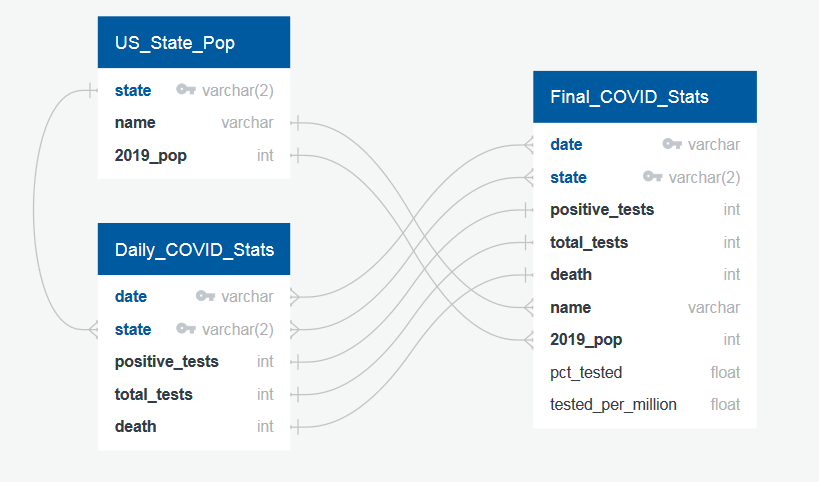 US_State_Pop
state varchar(2)
name varchar
2019_pop int
Daily_COVID_Stats
date varchar
state varchar(2)
positive_tests int
total_tests int
death int
Final_COVID_Stats
date varchar
state varchar(2)
positive_tests int
total_tests int
death int
name varchar
2019_pop int
pct_tested float
tested_per_million float